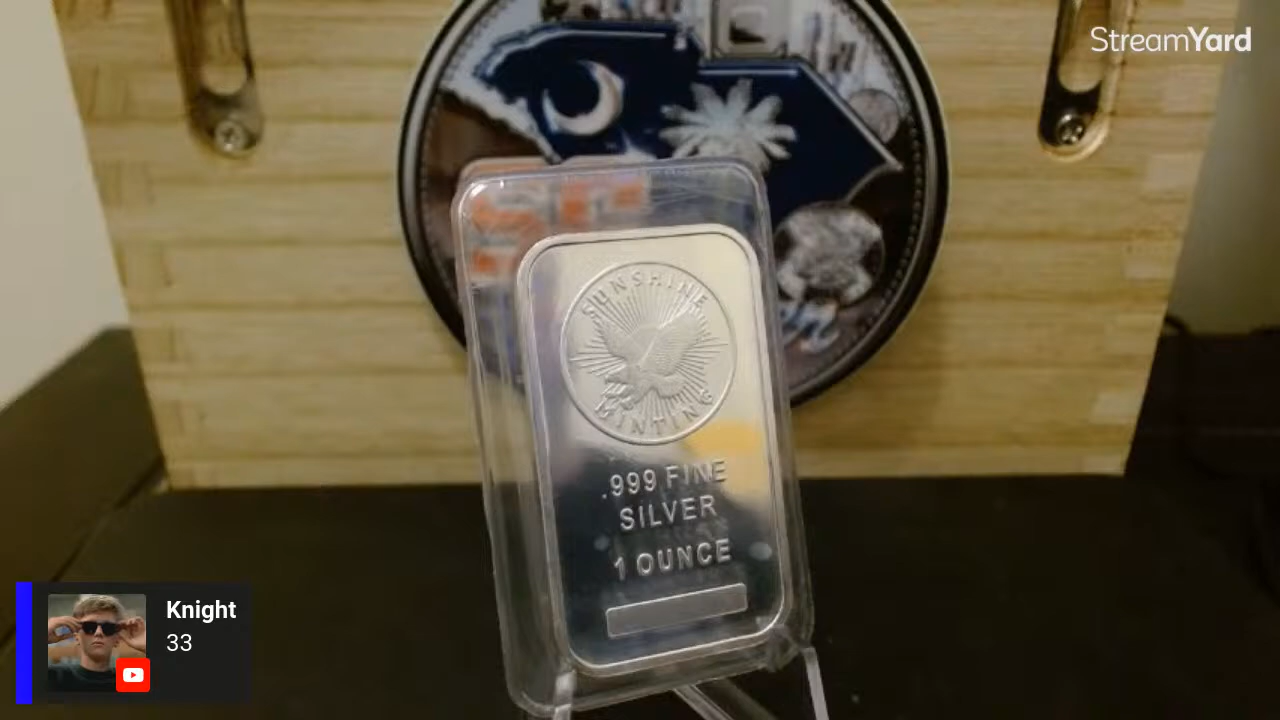 StreamYard
SUNSHINE
MINTING
.999 FINE
SILVER
1 OUNCE
Knight
33